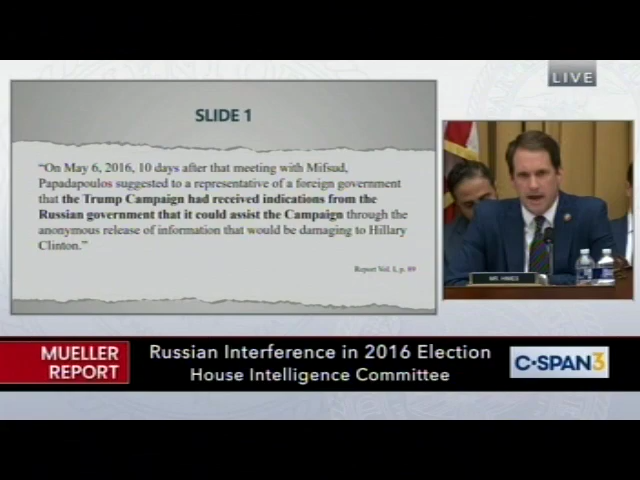 LIVE
SLIDE 1
“On May 6, 2016, 10 days after that meeting with Mifsud,
Papadapoulos suggested to a representative of a foreign government
that the Trump Campaign had received indications from the
Russian government that it could assist the Campaign through the
anonymous release of information that would be damaging to Hillary
Clinton.”
Report Vol. I, p. 89
MR. HIMES
MUELLER
REPORT
Russian Interference in 2016 Election
House Intelligence Committee
C-SPAN3